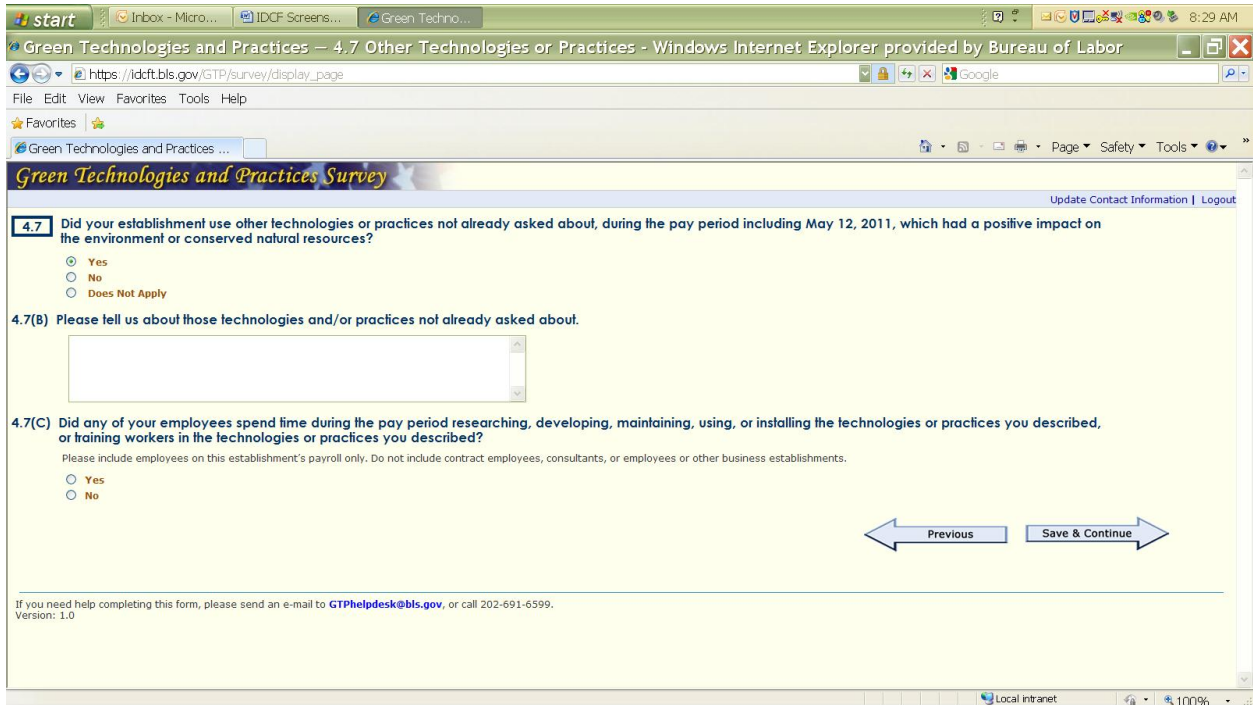 start
Inbox - Micro...
IDCF Screens...
Green Techno...
8:29 AM
Green Technologies and Practices — 4.7 Other Technologies or Practices - Windows Internet Explorer provided by Bureau of Labor
https://idcft.bls.gov/GTP/survey/display_page
Google
File Edit View Favorites Tools Help
Favorites
Green Technologies and Practices ...
Page Safety Tools
Green Technologies and Practices Survey
Update Contact Information | Logout
4.7 Did your establishment use other technologies or practices not already asked about, during the pay period including May 12, 2011, which had a positive impact on
the environment or conserved natural resources?
Yes
No
Does Not Apply
4.7(B) Please tell us about those technologies and/or practices not already asked about.
4.7(C) Did any of your employees spend time during the pay period researching, developing, maintaining, using, or installing the technologies or practices you described,
or training workers in the technologies or practices you described?
Please include employees on this establishment's payroll only. Do not include contract employees, consultants, or employees or other business establishments.
Yes
No
Previous
Save & Continue
If you need help completing this form, please send an e-mail to GTPhelpdesk@bls.gov, or call 202-691-6599.
Version: 1.0
Local intranet
100%